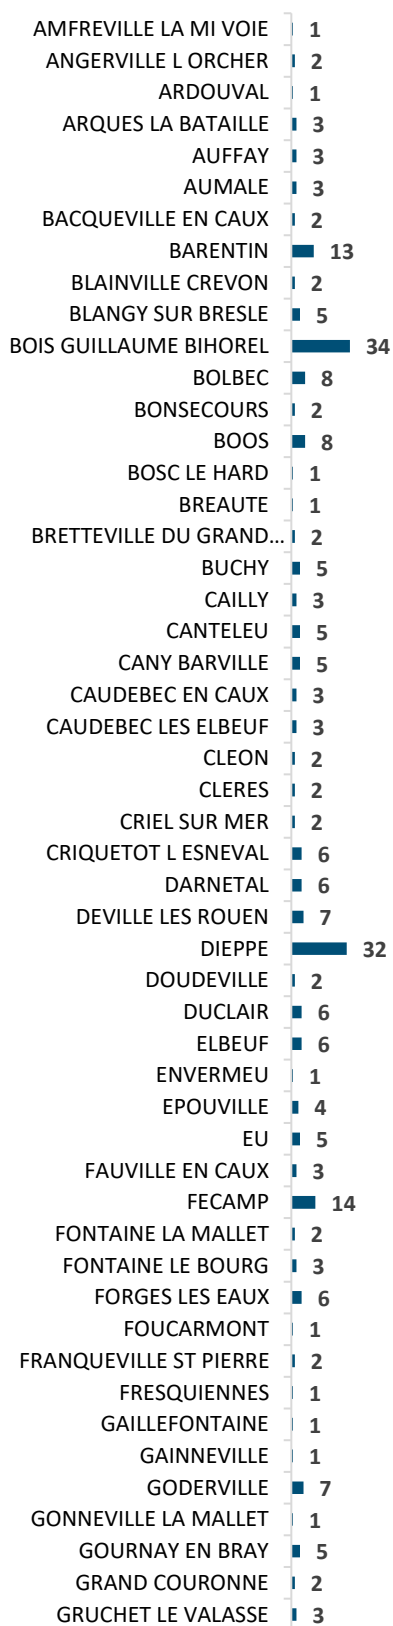 AMFREVILLE LA MI VOIE 1
ANGERVILLE L ORCHER 2
ARDOUVAL 1
ARQUES LA BATAILLE 3
AUFFAY 3
AUMALE 3
BACQUEVILLE EN CAUX 2
BARENTIN 13
BLAINVILLE CREVON 2
BLANGY SUR BRESLE 5
BOIS GUILLAUME BIHOREL 34
BOLBEC 8
BONSECOURS 2
BOOS 8
BOSC LE HARD 1
BREAUTE 1
BRETTEVILLE DU GRAND… 2
BUCHY 5
CAILLY 3
CANTELEU 5
CANY BARVILLE 5
CAUDEBEC EN CAUX 3
CAUDEBEC LES ELBEUF 3
CLEON 2
CLERES 2
CRIEL SUR MER 2
CRIQUETOT L ESNEVAL 6
DARNETAL 6
DEVILLE LES ROUEN 7
DIEPPE 32
DOUDEVILLE 2
DUCLAIR 6
ELBEUF 6
ENVERMEU 1
EPOUVILLE 4
EU 5
FAUVILLE EN CAUX 3
FECAMP 14
FONTAINE LA MALLET 2
FONTAINE LE BOURG 3
FORGES LES EAUX 6
FOUCARMONT 1
FRANQUEVILLE ST PIERRE 2
FRESQUIENNES 1
GAILLEFONTAINE 1
GAINNEVILLE 1
GODERVILLE 7
GONNEVILLE LA MALLET 1
GOURNAY EN BRAY 5
GRAND COURONNE 2
GRUCHET LE VALASSE 3